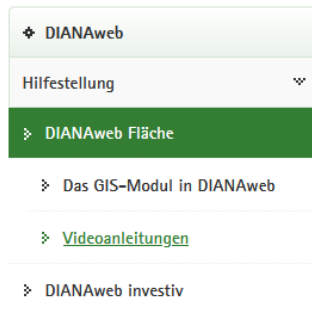 DIANAweb
Hilfestellung
DIANAweb Fläche
Das GIS-Modul in DIANAweb
Videoanleitungen
DIANAweb investiv